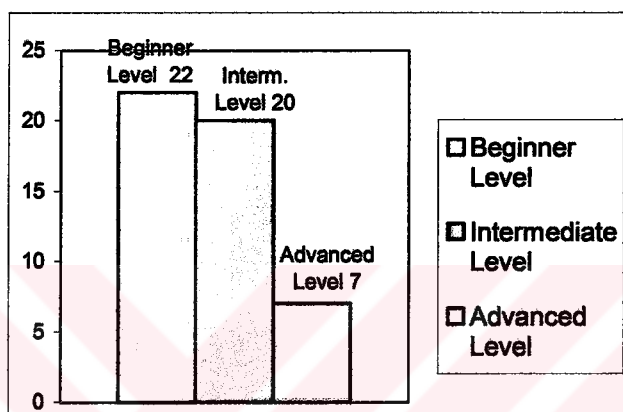 25
20
15
10
5
0
Beginner
Level 22
Interm.
Level 20
Advanced
Level 7
Beginner
Level
Intermediate
Level
Advanced
Level